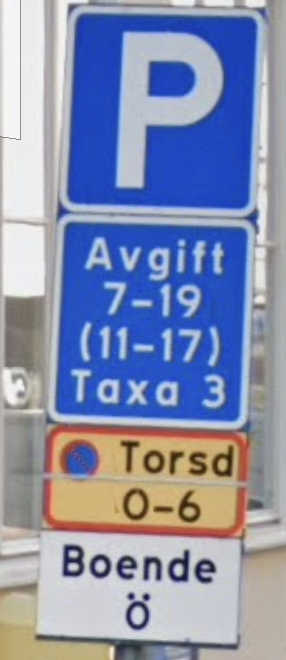 P
Avgift
7-19
(11-17)
Taxa 3
Torsd
0-6
Boende
Ö